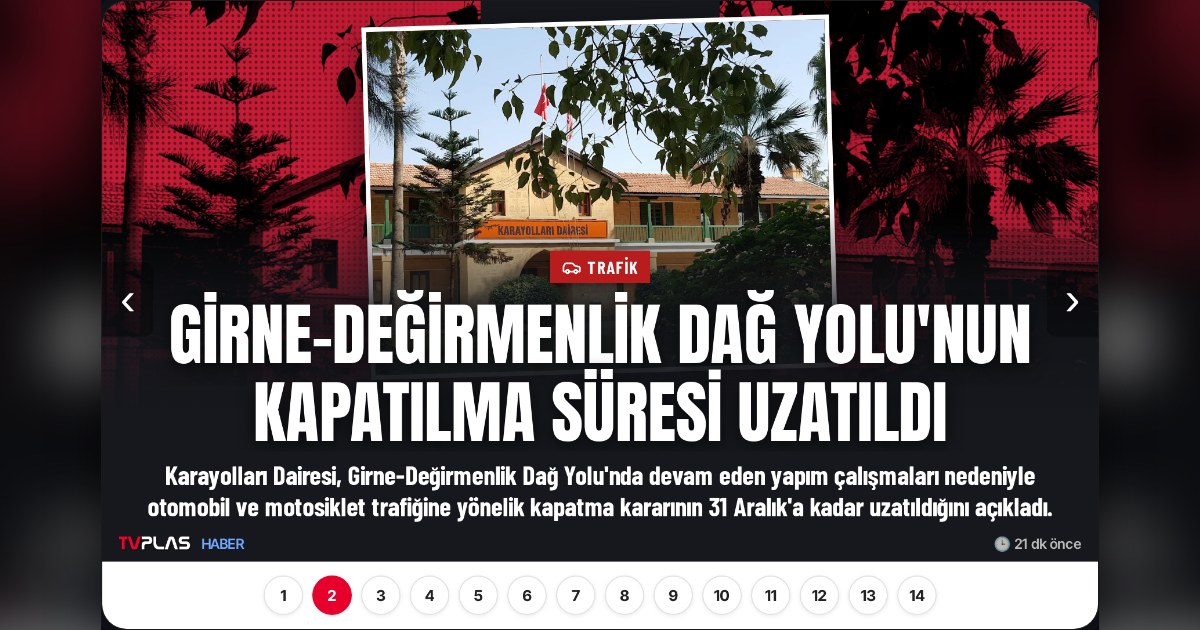 KARAYOLLARI DAİRESİ
TRAFİK
‹
›
GİRNE-DEĞİRMENLİK DAĞ YOLU'NUN
KAPATILMA SÜRESİ UZATILDI
Karayolları Dairesi, Girne-Değirmenlik Dağ Yolu'nda devam eden yapım çalışmaları nedeniyle
otomobil ve motosiklet trafiğine yönelik kapatma kararının 31 Aralık'a kadar uzatıldığını açıkladı.
TVPLAS HABER
21 dk önce
1 2 3 4 5 6 7 8 9 10 11 12 13 14